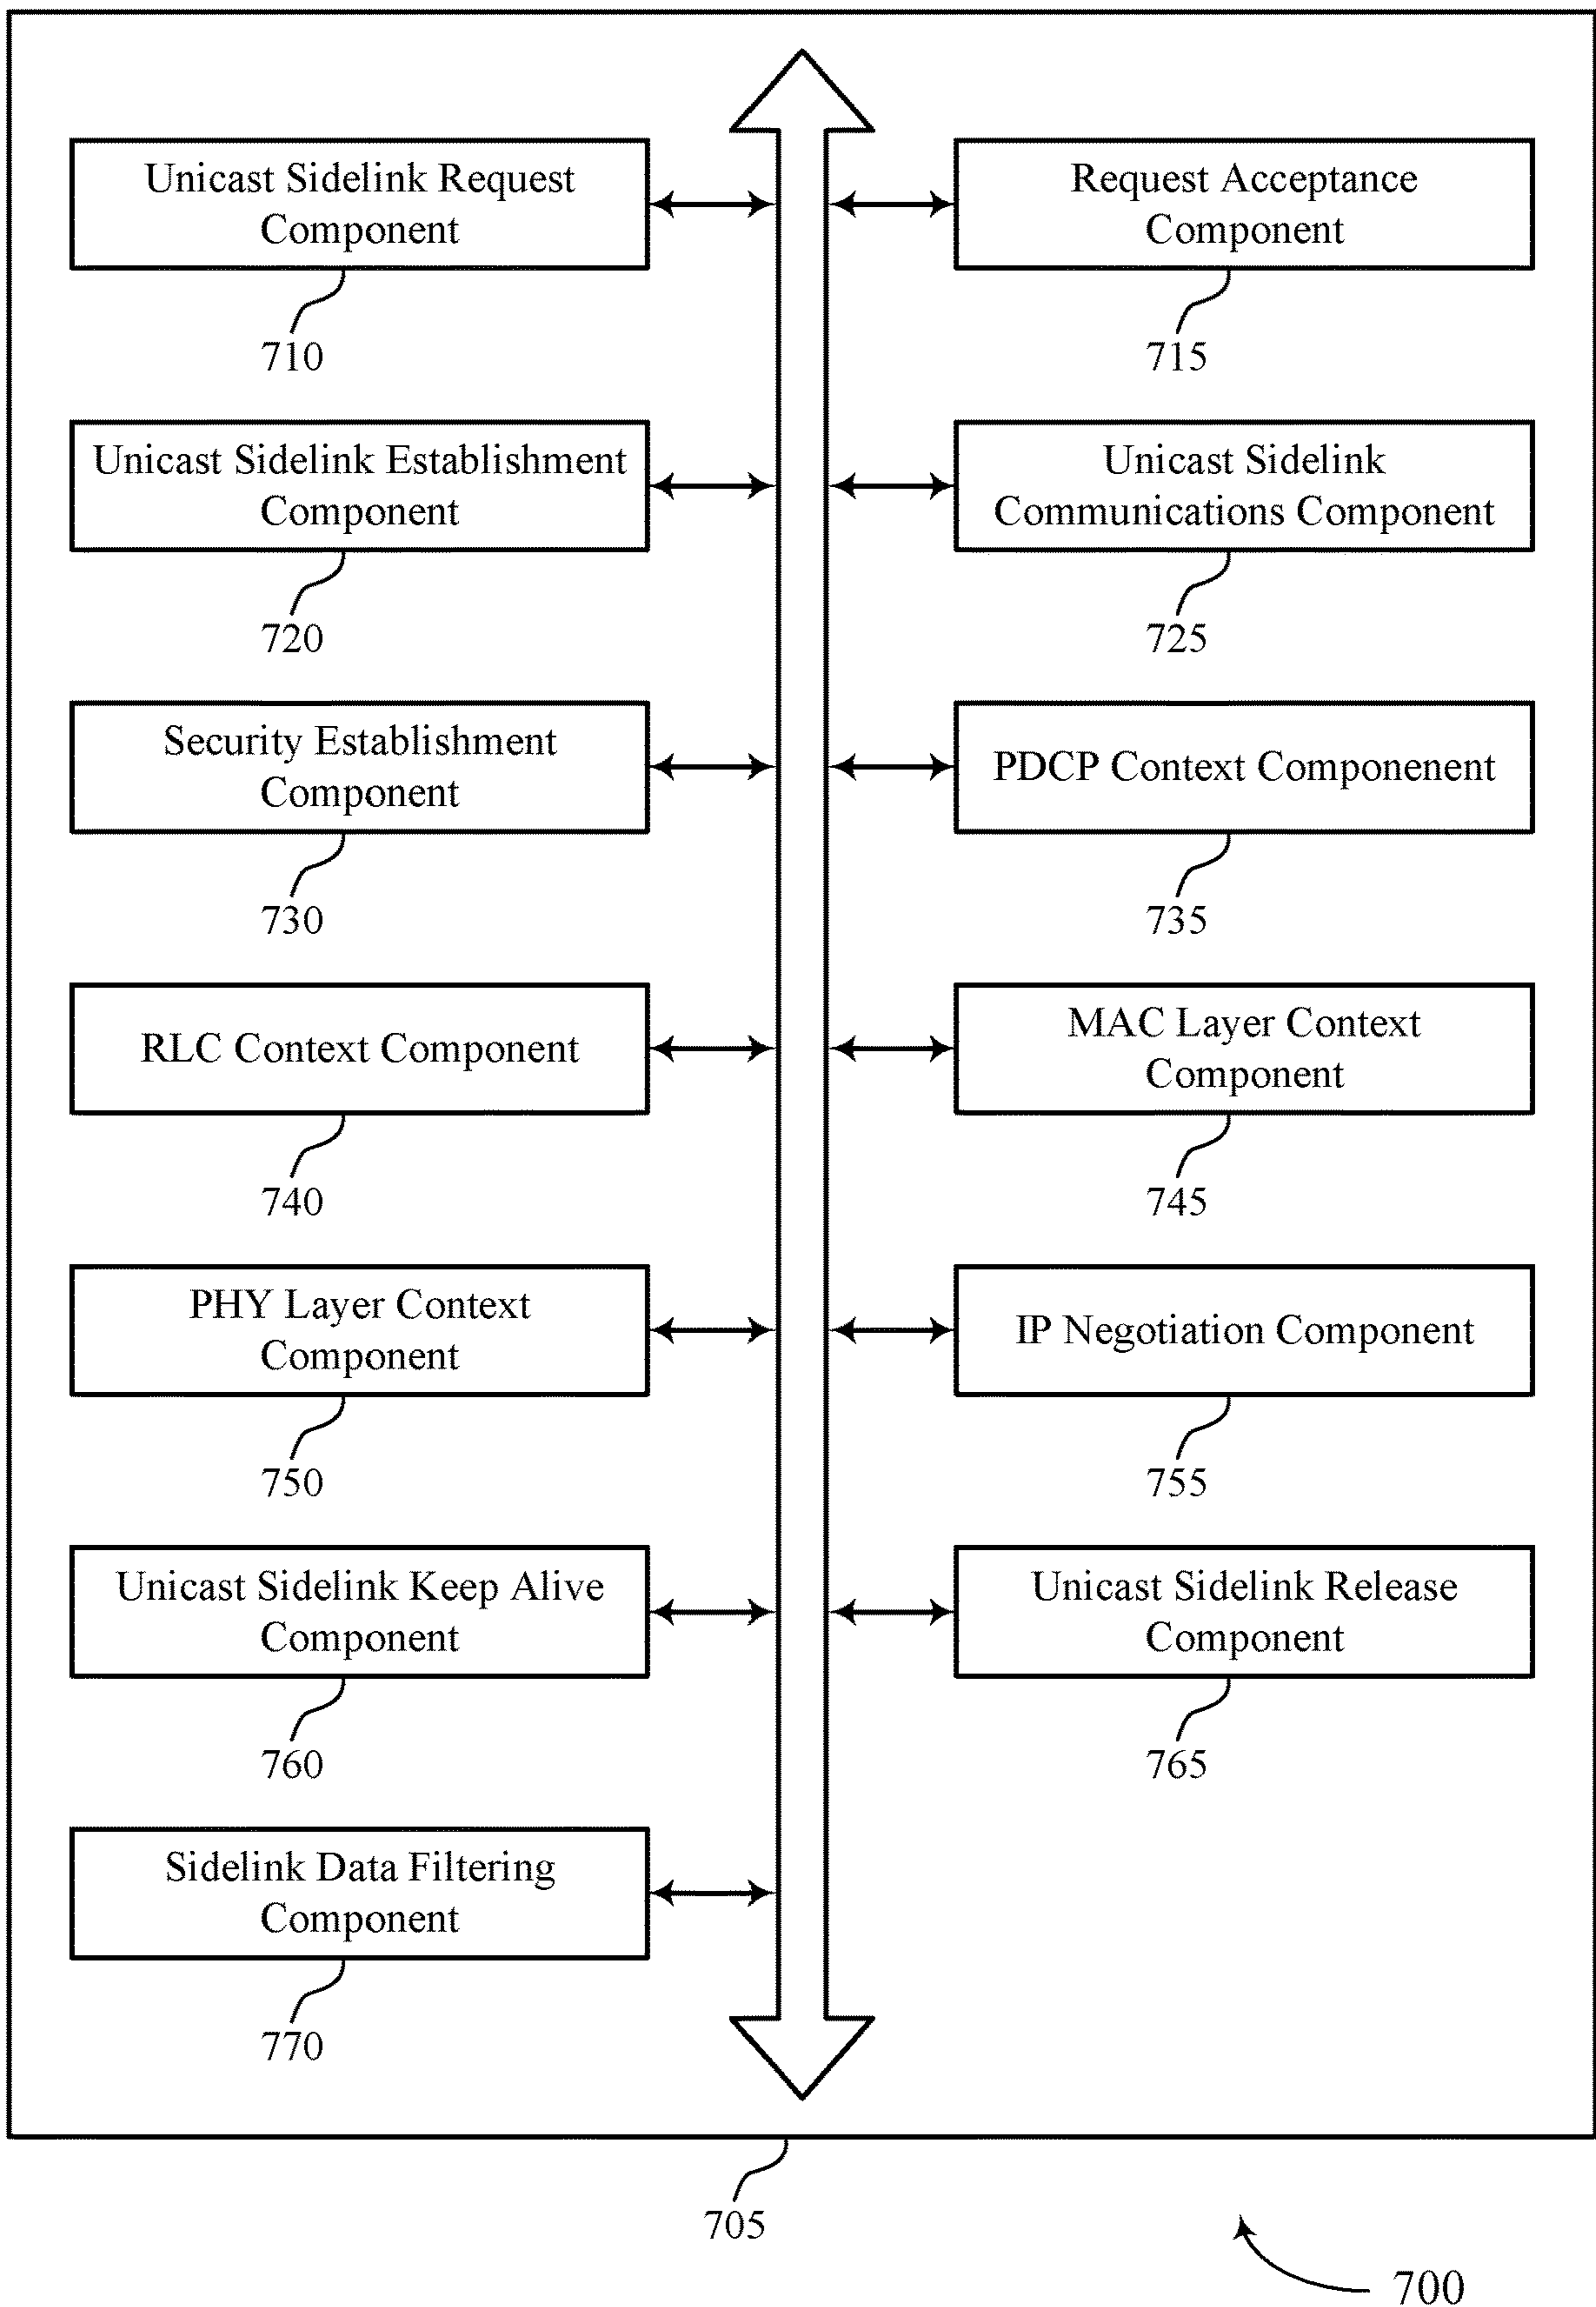 Unicast Sidelink Request
Component
710
Request Acceptance
Component
715
Unicast Sidelink Establishment
Component
720
Unicast Sidelink
Communications Component
725
Security Establishment
Component
730
PDCP Context Componenent
735
RLC Context Component
740
MAC Layer Context
Component
745
PHY Layer Context
Component
750
IP Negotiation Component
755
Unicast Sidelink Keep Alive
Component
760
Unicast Sidelink Release
Component
765
Sidelink Data Filtering
Component
770
705
700